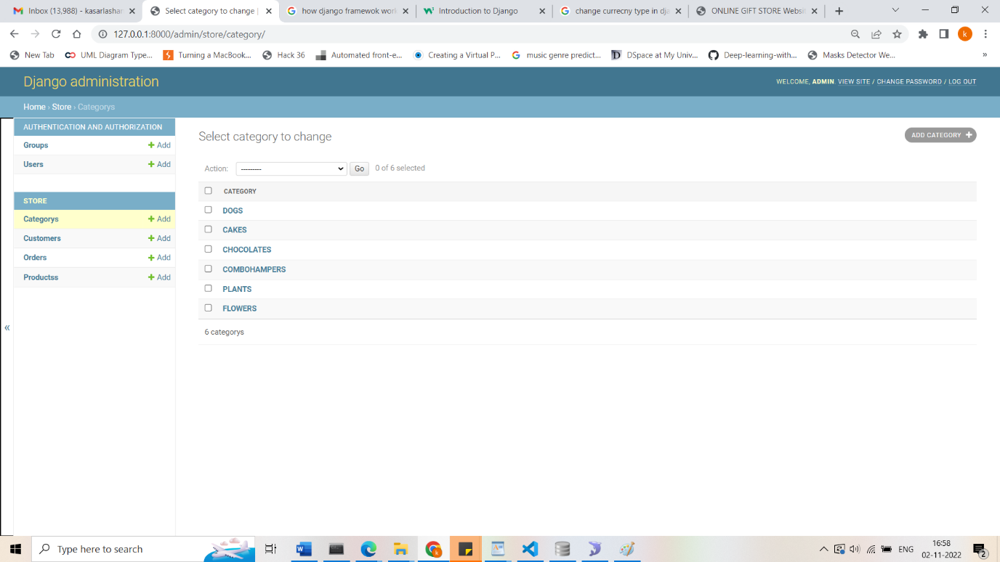 Inbox (13,988) - kasarlashar
Select category to change |
how django framewok work
Introduction to Django
change currecny type in dja
ONLINE GIFT STORE Websit
127.0.0.1:8000/admin/store/category/
k
New Tab
UML Diagram Type...
Turning a MacBook...
Hack 36
Automated front-e...
Creating a Virtual P...
music genre predict...
DSpace at My Univ...
Deep-learning-with...
Masks Detector We...
»
Django administration
WELCOME, ADMIN. VIEW SITE / CHANGE PASSWORD / LOG OUT
Home › Store › Categorys
AUTHENTICATION AND AUTHORIZATION
Groups + Add
Users + Add
STORE
Categorys + Add
Customers + Add
Orders + Add
Productss + Add
«
Select category to change
ADD CATEGORY +
Action: --------- Go 0 of 6 selected
CATEGORY
DOGS
CAKES
CHOCOLATES
COMBOHAMPERS
PLANTS
FLOWERS
6 categorys
Type here to search
ENG
16:58
02-11-2022
2